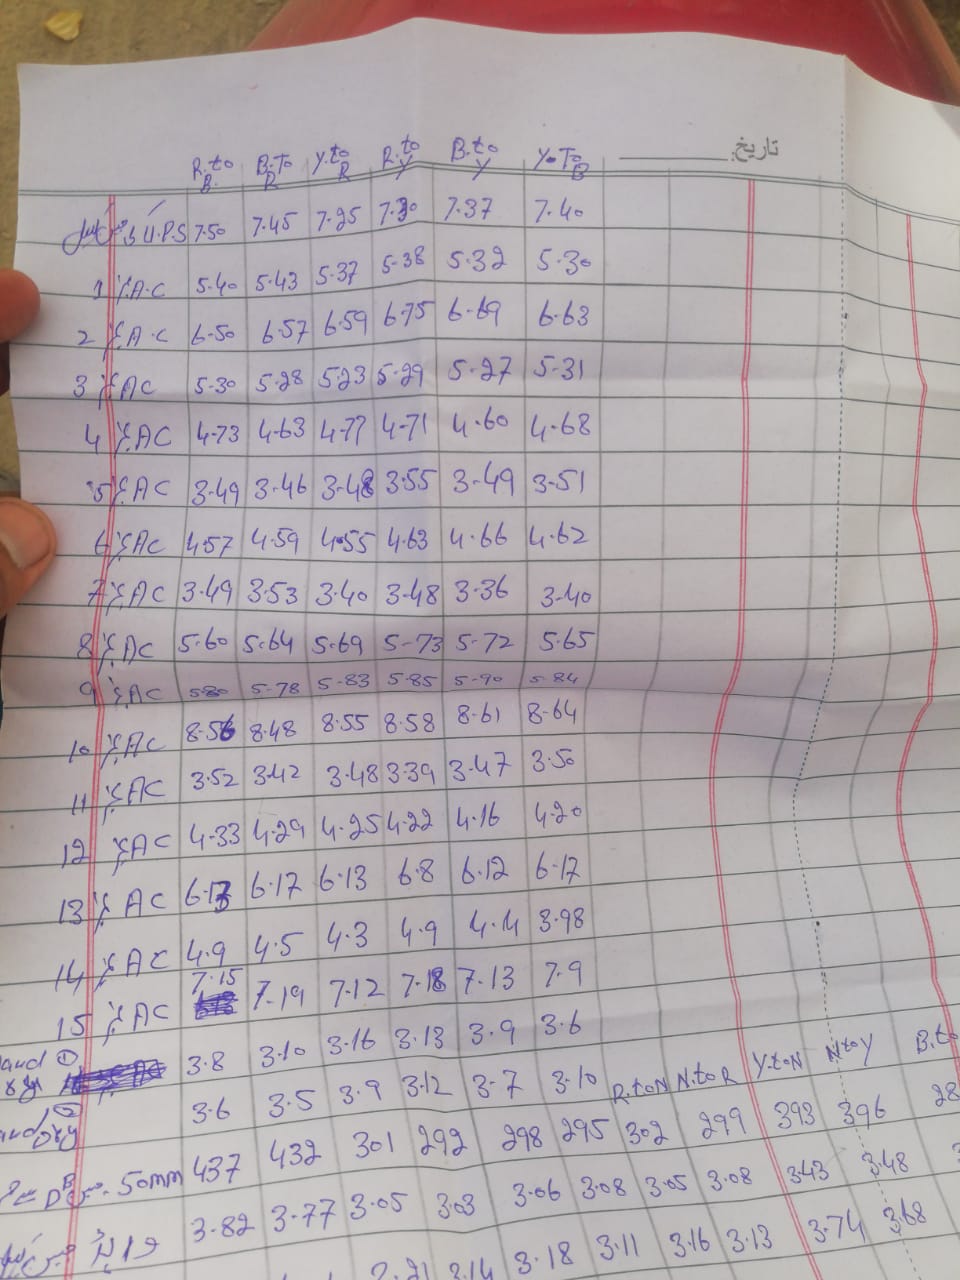 تاریخ
R.to B. B.To R Y.to R R.to Y B.to Y Y.To B
U.P.S 7.50 7.45 7.25 7.30 7.37 7.40
1 A.C 5.40 5.43 5.37 5.38 5.32 5.30
2 A.C 6.50 6.57 6.59 6.75 6.69 6.63
3 AC 5.30 5.28 5.23 5.29 5.27 5.31
4 AC 4.73 4.63 4.77 4.71 4.60 4.68
5 AC 3.49 3.46 3.48 3.55 3.49 3.51
6 AC 4.57 4.59 4.55 4.63 4.66 4.62
7 AC 3.49 3.53 3.40 3.48 3.36 3.40
8 AC 5.60 5.64 5.69 5.73 5.72 5.65
9 AC 5.80 5.78 5.83 5.85 5.90 5.84
10 AC 8.56 8.48 8.55 8.58 8.61 8.64
11 AC 3.52 3.42 3.48 3.39 3.47 3.50
12 AC 4.33 4.29 4.25 4.22 4.16 4.20
13 AC 6.13 6.17 6.13 6.8 6.12 6.17
14 AC 4.9 4.5 4.3 4.9 4.14 3.98
15 AC 7.15 7.19 7.12 7.18 7.13 7.9
3.8 3.10 3.16 3.13 3.9 3.6
R.toN N.toR Y.toN NtoY B.to
3.6 3.5 3.9 3.12 3.7 3.10
DB 50mm 437 432 301 292 298 295 302 299 393 396 28
3.82 3.77 3.05 3.03 3.06 3.08 3.05 3.08 3.43 3.48
3.14 3.18 3.11 3.16 3.13 3.74 3.68